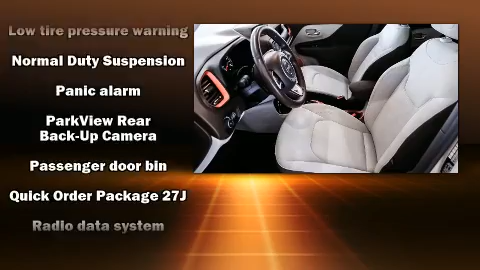 Low tire pressure warning
Normal Duty Suspension
Panic alarm
ParkView Rear
Back-Up Camera
Passenger door bin
Quick Order Package 27J
Radio data system